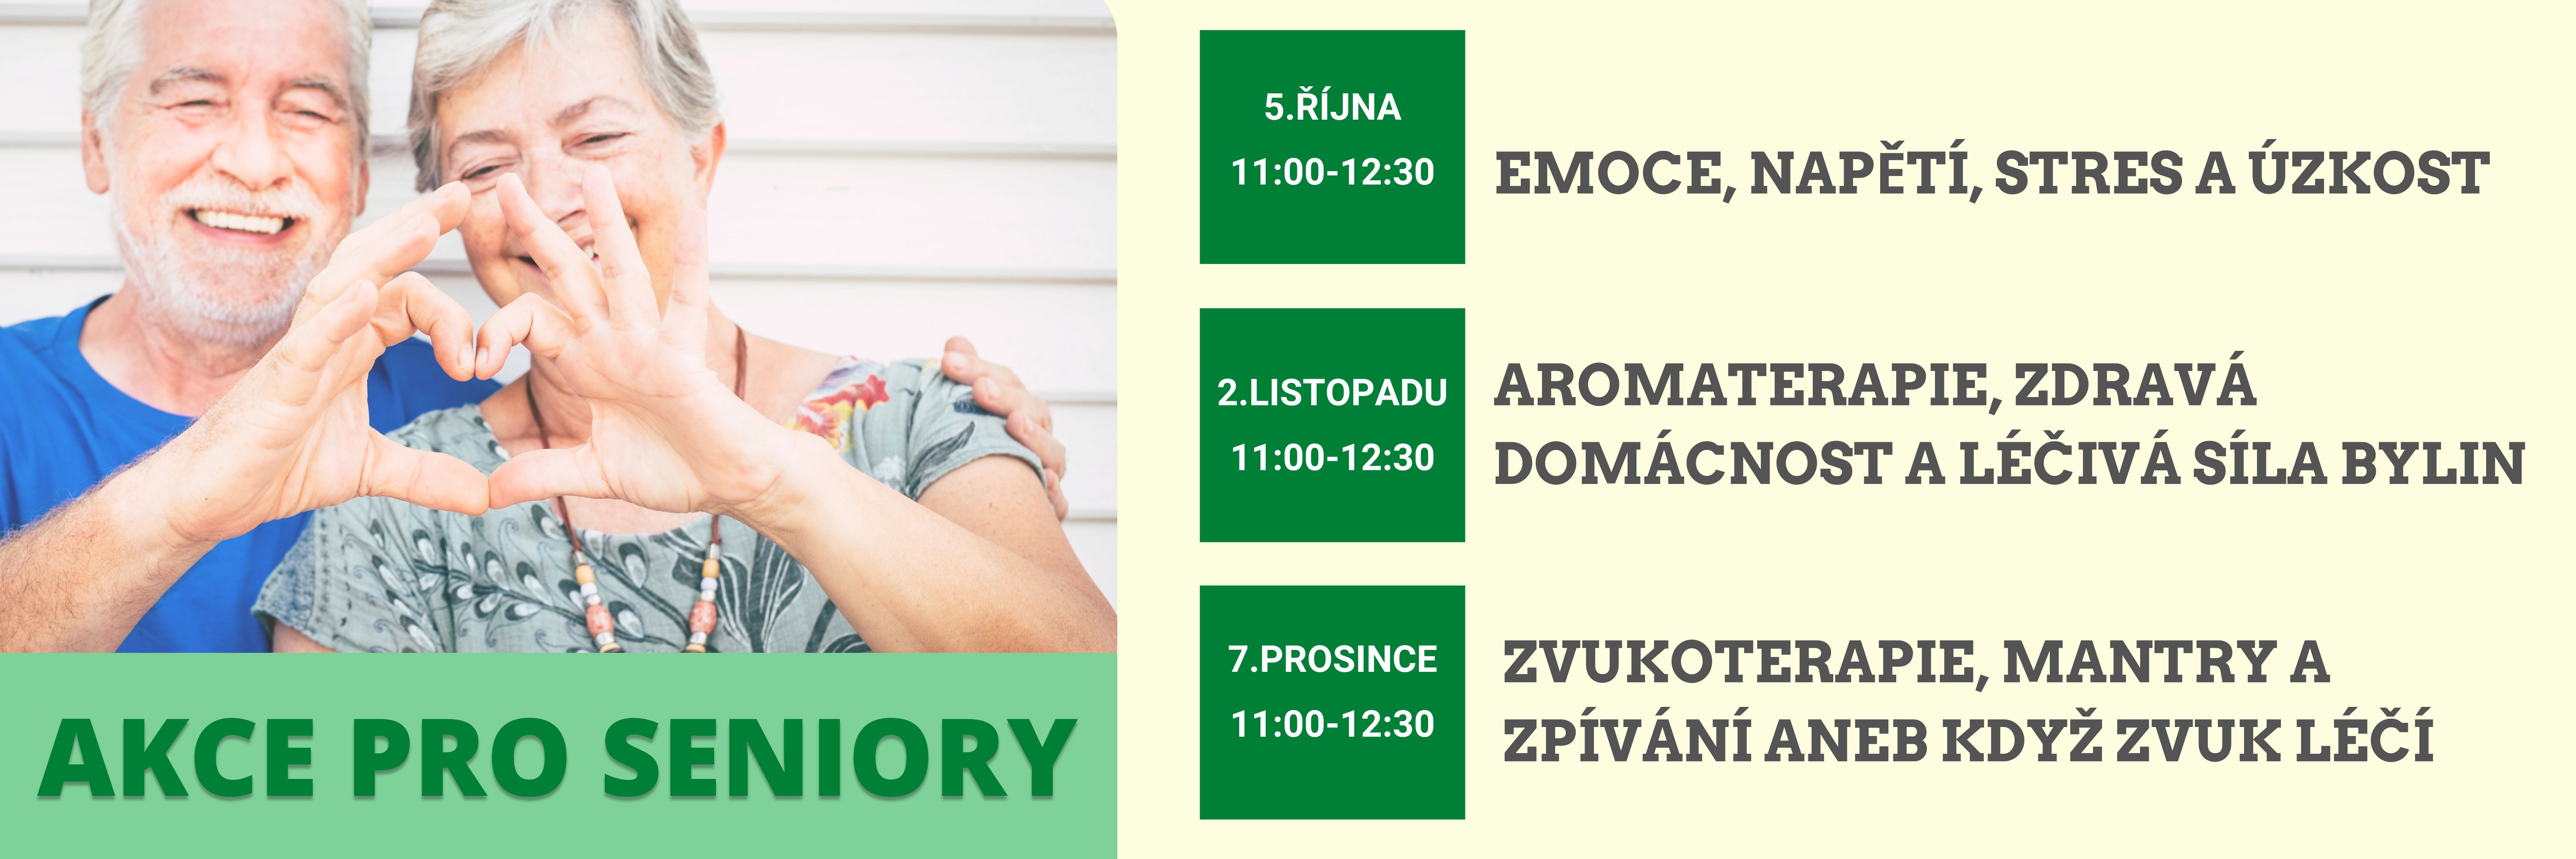 AKCE PRO SENIORY
5.ŘÍJNA
11:00-12:30
EMOCE, NAPĚTÍ, STRES A ÚZKOST
2.LISTOPADU
11:00-12:30
AROMATERAPIE, ZDRAVÁ
DOMÁCNOST A LÉČIVÁ SÍLA BYLIN
7.PROSINCE
11:00-12:30
ZVUKOTERAPIE, MANTRY A
ZPÍVÁNÍ ANEB KDYŽ ZVUK LÉČÍ